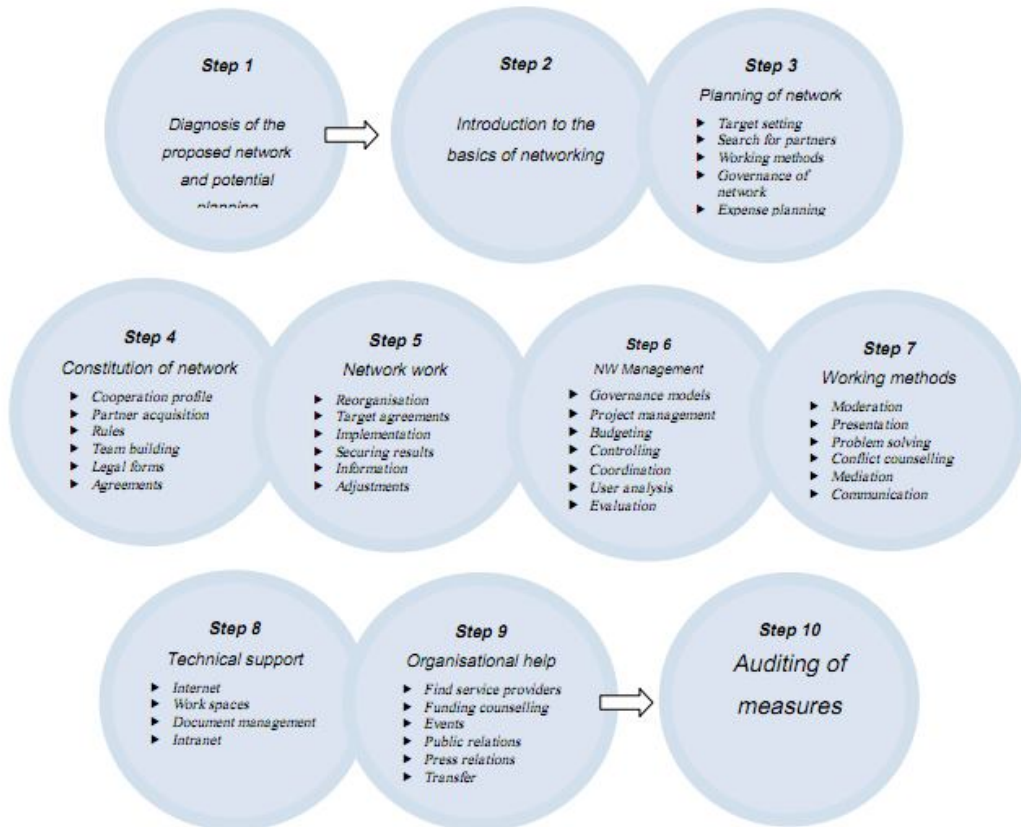 Step 1
Diagnosis of the
proposed network
and potential
planning
Step 2
Introduction to the
basics of networking
Step 3
Planning of network
Target setting
Search for partners
Working methods
Governance of
network
Expense planning
Step 4
Constitution of network
Cooperation profile
Partner acquisition
Rules
Team building
Legal forms
Agreements
Step 5
Network work
Reorganisation
Target agreements
Implementation
Securing results
Information
Adjustments
Step 6
NW Management
Governance models
Project management
Budgeting
Controlling
Coordination
User analysis
Evaluation
Step 7
Working methods
Moderation
Presentation
Problem solving
Conflict counselling
Mediation
Communication
Step 8
Technical support
Internet
Work spaces
Document management
Intranet
Step 9
Organisational help
Find service providers
Funding counselling
Events
Public relations
Press relations
Transfer
Step 10
Auditing of
measures